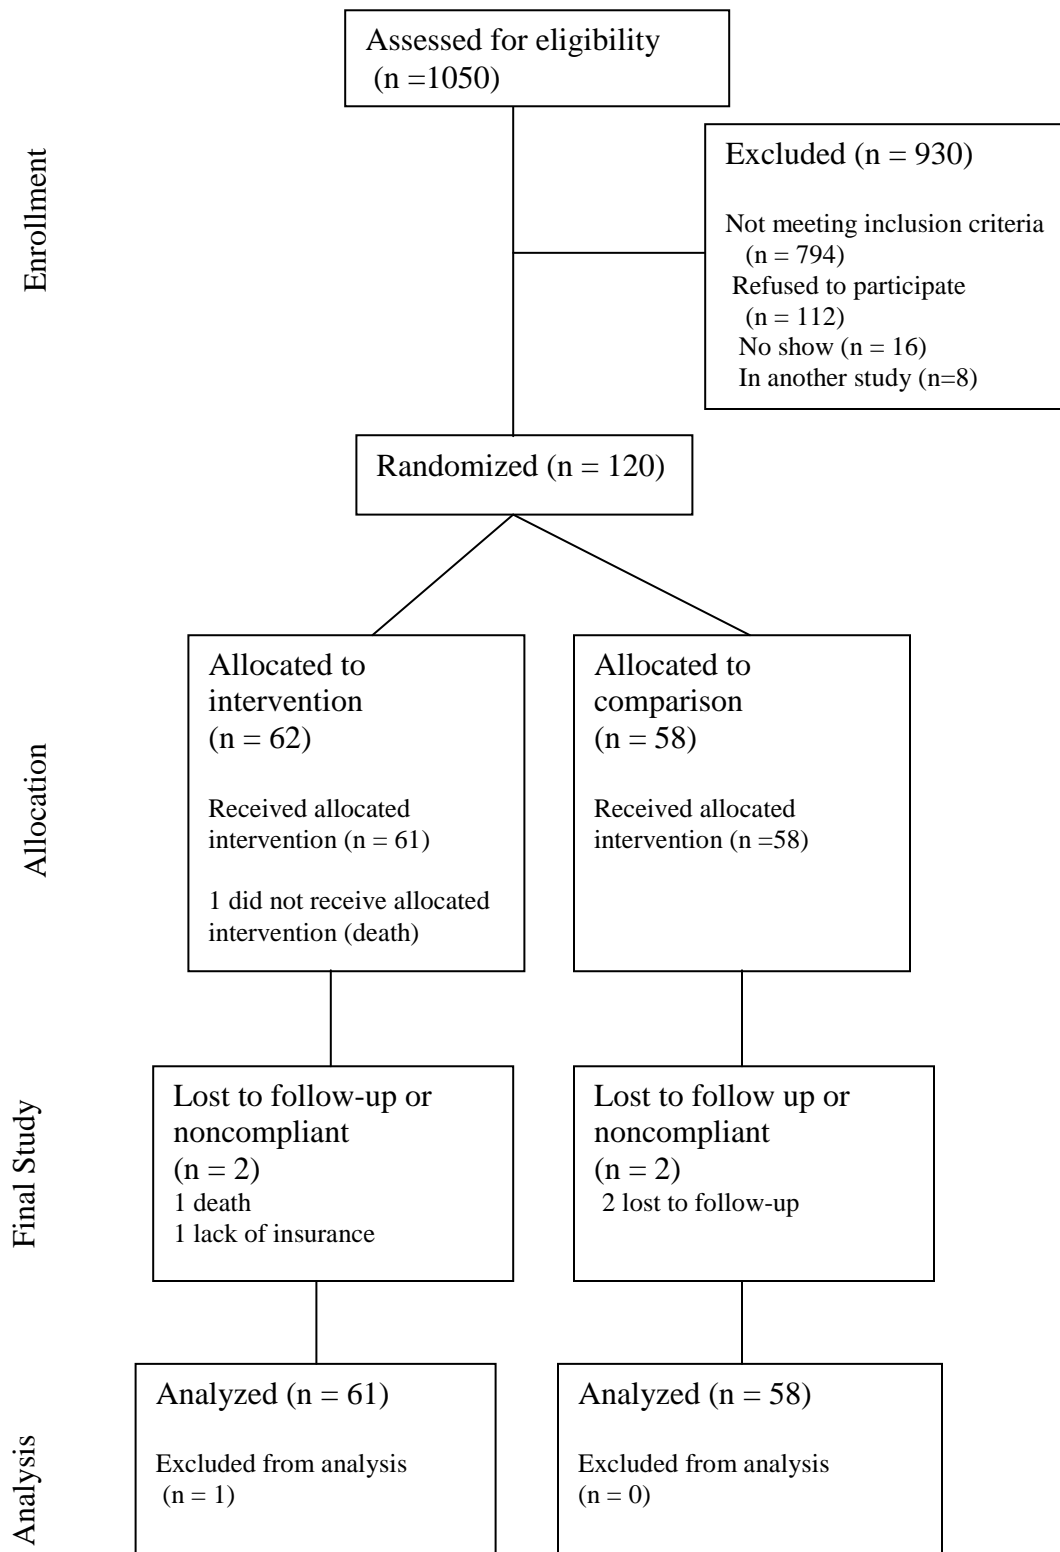 Assessed for eligibility
(n =1050)
Enrollment
Excluded (n = 930)
Not meeting inclusion criteria
(n = 794)
Refused to participate
(n = 112)
No show (n = 16)
In another study (n=8)
Randomized (n = 120)
Allocation
Allocated to
intervention
(n = 62)
Received allocated
intervention (n = 61)
1 did not receive allocated
intervention (death)
Allocated to
comparison
(n = 58)
Received allocated
intervention (n =58)
Final Study
Lost to follow-up or
noncompliant
(n = 2)
1 death
1 lack of insurance
Lost to follow up or
noncompliant
(n = 2)
2 lost to follow-up
Analysis
Analyzed (n = 61)
Excluded from analysis
(n = 1)
Analyzed (n = 58)
Excluded from analysis
(n = 0)